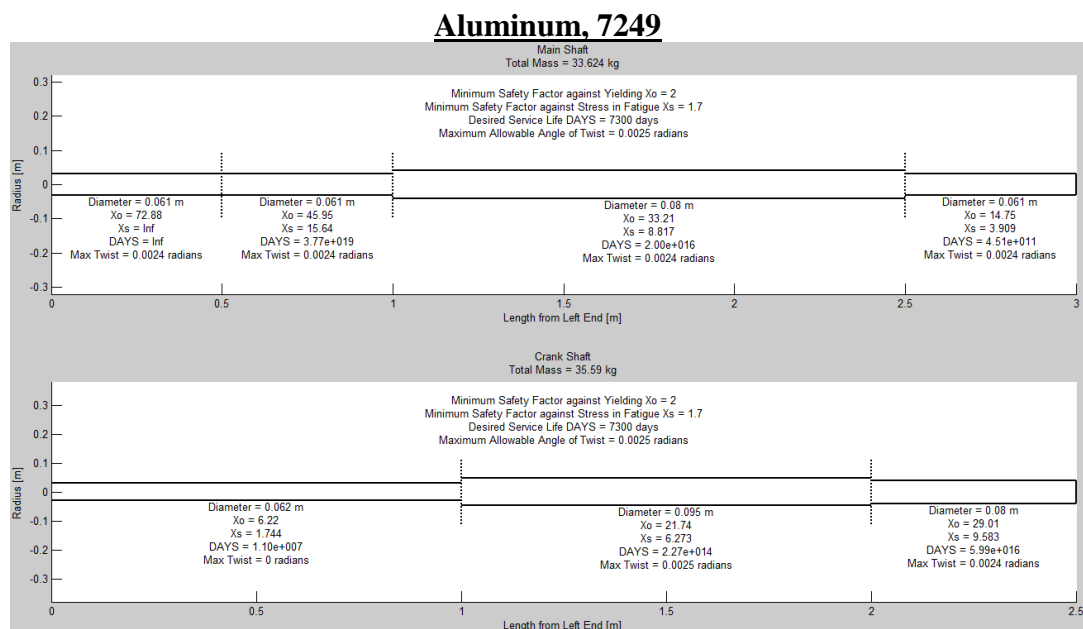 Aluminum, 7249
Main Shaft
Total Mass = 33.624 kg
Minimum Safety Factor against Yielding Xo = 2
Minimum Safety Factor against Stress in Fatigue Xs = 1.7
Desired Service Life DAYS = 7300 days
Maximum Allowable Angle of Twist = 0.0025 radians
Radius [m]
0.3
0.2
0.1
0
-0.1
-0.2
-0.3
Diameter = 0.061 m
Xo = 72.88
Xs = Inf
DAYS = Inf
Max Twist = 0.0024 radians
Diameter = 0.061 m
Xo = 45.95
Xs = 15.64
DAYS = 3.77e+019
Max Twist = 0.0024 radians
Diameter = 0.08 m
Xo = 33.21
Xs = 8.817
DAYS = 2.00e+016
Max Twist = 0.0024 radians
Diameter = 0.061 m
Xo = 14.75
Xs = 3.909
DAYS = 4.51e+011
Max Twist = 0.0024 radians
0 0.5 1 1.5 2 2.5 3
Length from Left End [m]
Crank Shaft
Total Mass = 35.59 kg
Minimum Safety Factor against Yielding Xo = 2
Minimum Safety Factor against Stress in Fatigue Xs = 1.7
Desired Service Life DAYS = 7300 days
Maximum Allowable Angle of Twist = 0.0025 radians
Radius [m]
0.3
0.2
0.1
0
-0.1
-0.2
-0.3
Diameter = 0.062 m
Xo = 6.22
Xs = 1.744
DAYS = 1.10e+007
Max Twist = 0 radians
Diameter = 0.095 m
Xo = 21.74
Xs = 6.273
DAYS = 2.27e+014
Max Twist = 0.0025 radians
Diameter = 0.08 m
Xo = 29.01
Xs = 9.583
DAYS = 5.99e+016
Max Twist = 0.0024 radians
0 0.5 1 1.5 2 2.5
Length from Left End [m]